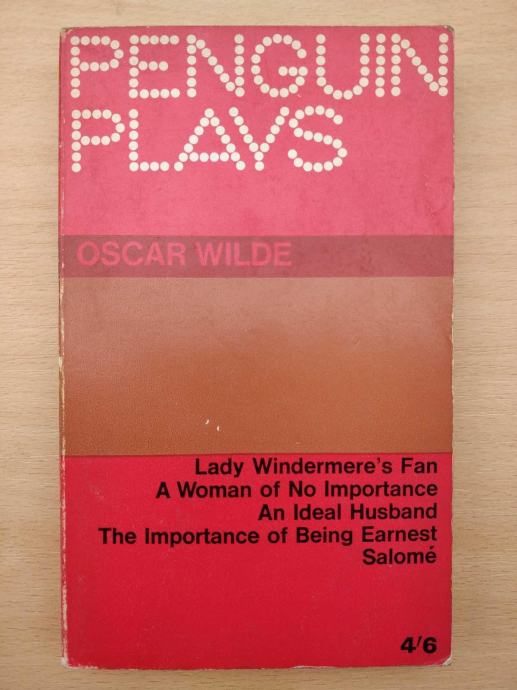 PENGUIN
PLAYS
OSCAR WILDE
Lady Windermere's Fan
A Woman of No Importance
An Ideal Husband
The Importance of Being Earnest
Salomé
4/6